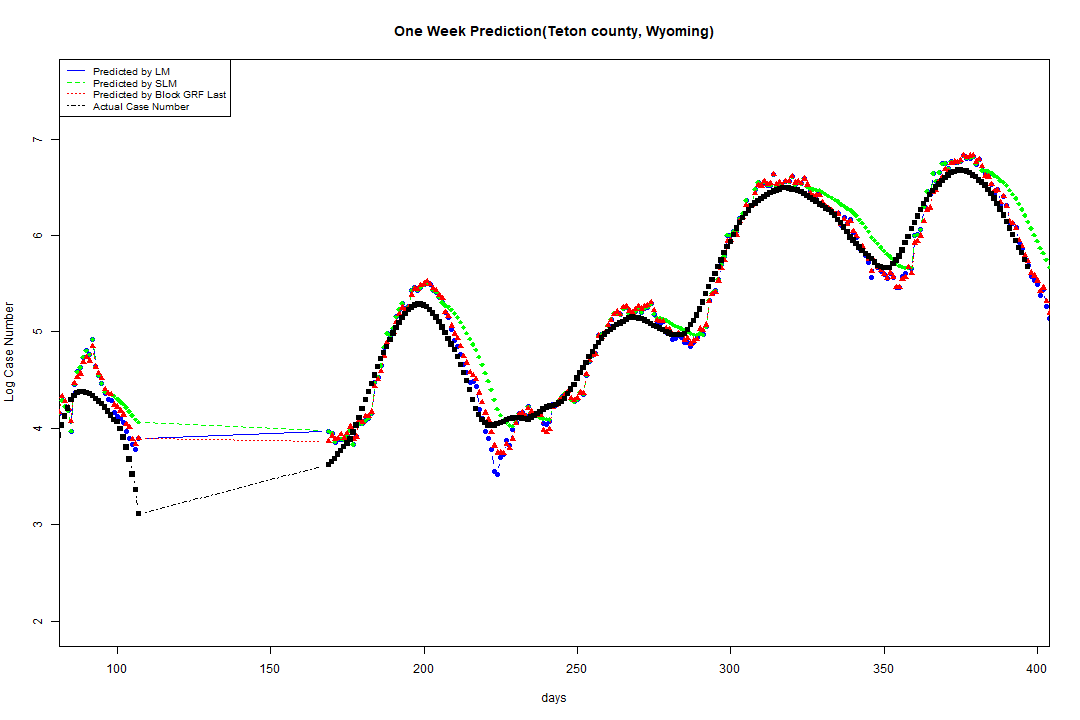 One Week Prediction(Teton county, Wyoming)
Predicted by LM
Predicted by SLM
Predicted by Block GRF Last
Actual Case Number
7
6
5
4
3
2
Log Case Number
100 150 200 250 300 350 400
days